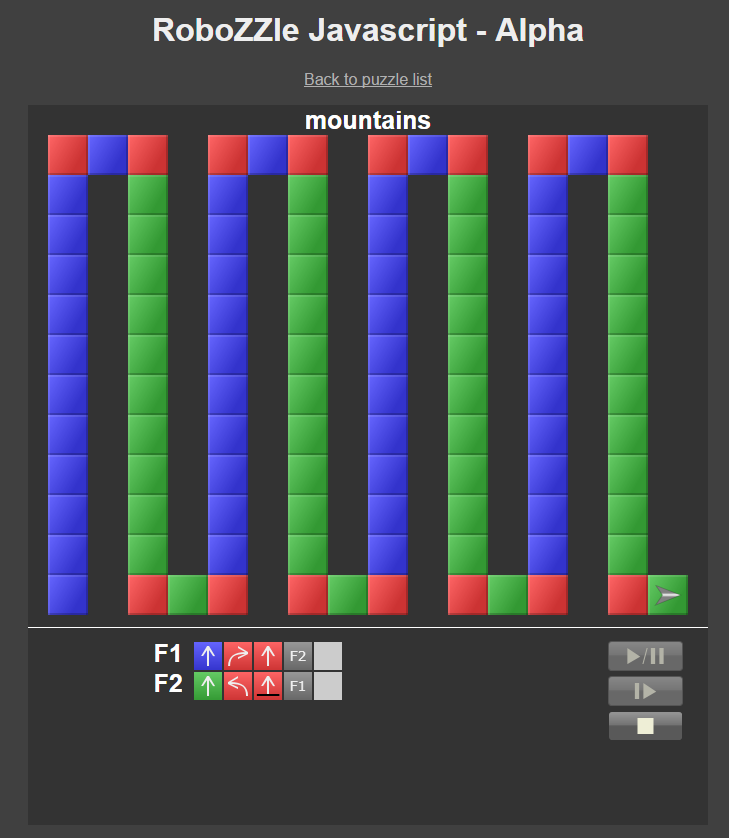 RoboZZle Javascript - Alpha
Back to puzzle list
mountains
F1 F2
F2 F1